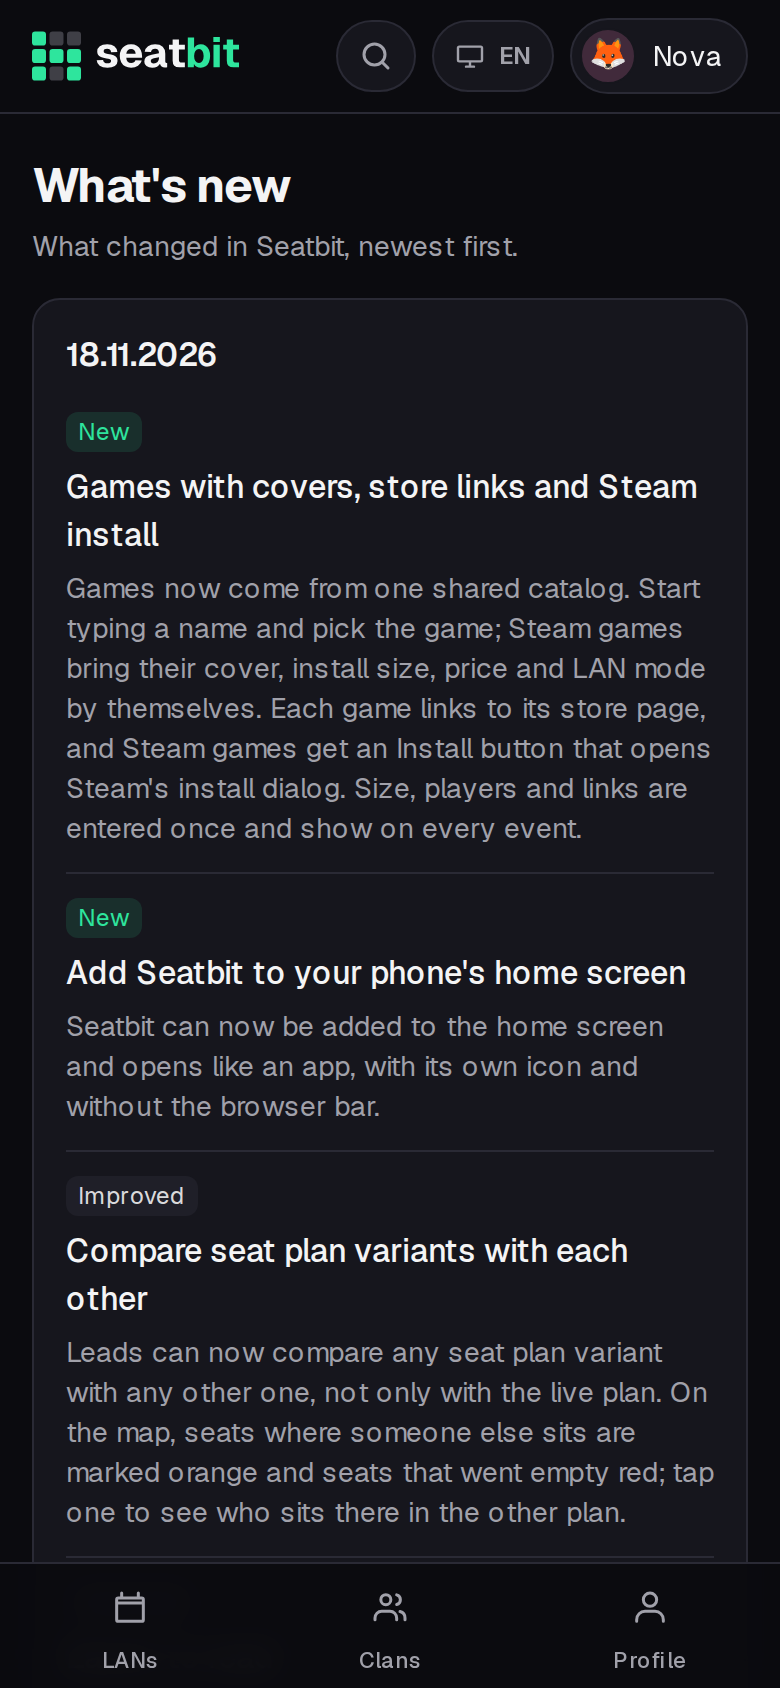 seatbit
EN
Nova
What's new
What changed in Seatbit, newest first.
18.11.2026
New
Games with covers, store links and Steam
install
Games now come from one shared catalog. Start
typing a name and pick the game; Steam games
bring their cover, install size, price and LAN mode
by themselves. Each game links to its store page,
and Steam games get an Install button that opens
Steam's install dialog. Size, players and links are
entered once and show on every event.
New
Add Seatbit to your phone's home screen
Seatbit can now be added to the home screen
and opens like an app, with its own icon and
without the browser bar.
Improved
Compare seat plan variants with each
other
Leads can now compare any seat plan variant
with any other one, not only with the live plan. On
the map, seats where someone else sits are
marked orange and seats that went empty red; tap
one to see who sits there in the other plan.
LANs
Clans
Profile